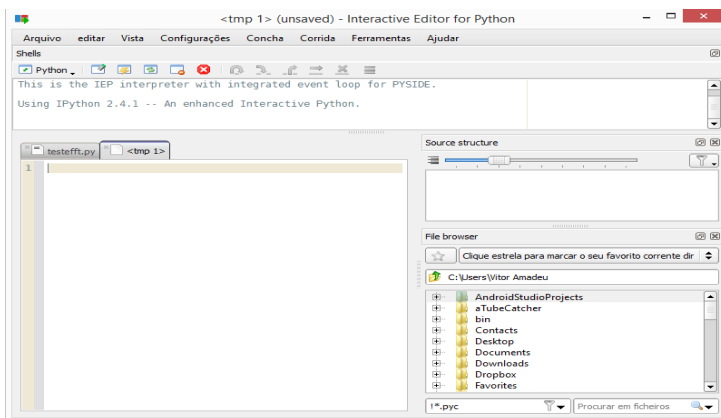 <tmp 1> (unsaved) - Interactive Editor for Python
Arquivo editar Vista Configurações Concha Corrida Ferramentas Ajudar
Shells
Python
This is the IEP interpreter with integrated event loop for PYSIDE.
Using IPython 2.4.1 -- An enhanced Interactive Python.
testefft.py <tmp 1>
1
Source structure
File browser
Clique estrela para marcar o seu favorito corrente dir
C:\Users\Vitor Amadeu
AndroidStudioProjects
aTubeCatcher
bin
Contacts
Desktop
Documents
Downloads
Dropbox
Favorites
!*.pyc
Procurar em ficheiros